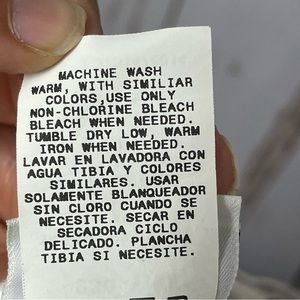 MACHINE WASH
WARM, WITH SIMILIAR
COLORS,USE ONLY
NON-CHLORINE BLEACH
BLEACH WHEN NEEDED.
TUMBLE DRY LOW, WARM
IRON WHEN NEEDED.
LAVAR EN LAVADORA CON
AGUA TIBIA Y COLORES
SIMILARES. USAR
SOLAMENTE BLANQUEADOR
SIN CLORO CUANDO SE
NECESITE. SECAR EN
SECADORA CICLO
DELICADO. PLANCHA
TIBIA SI NECESITE.